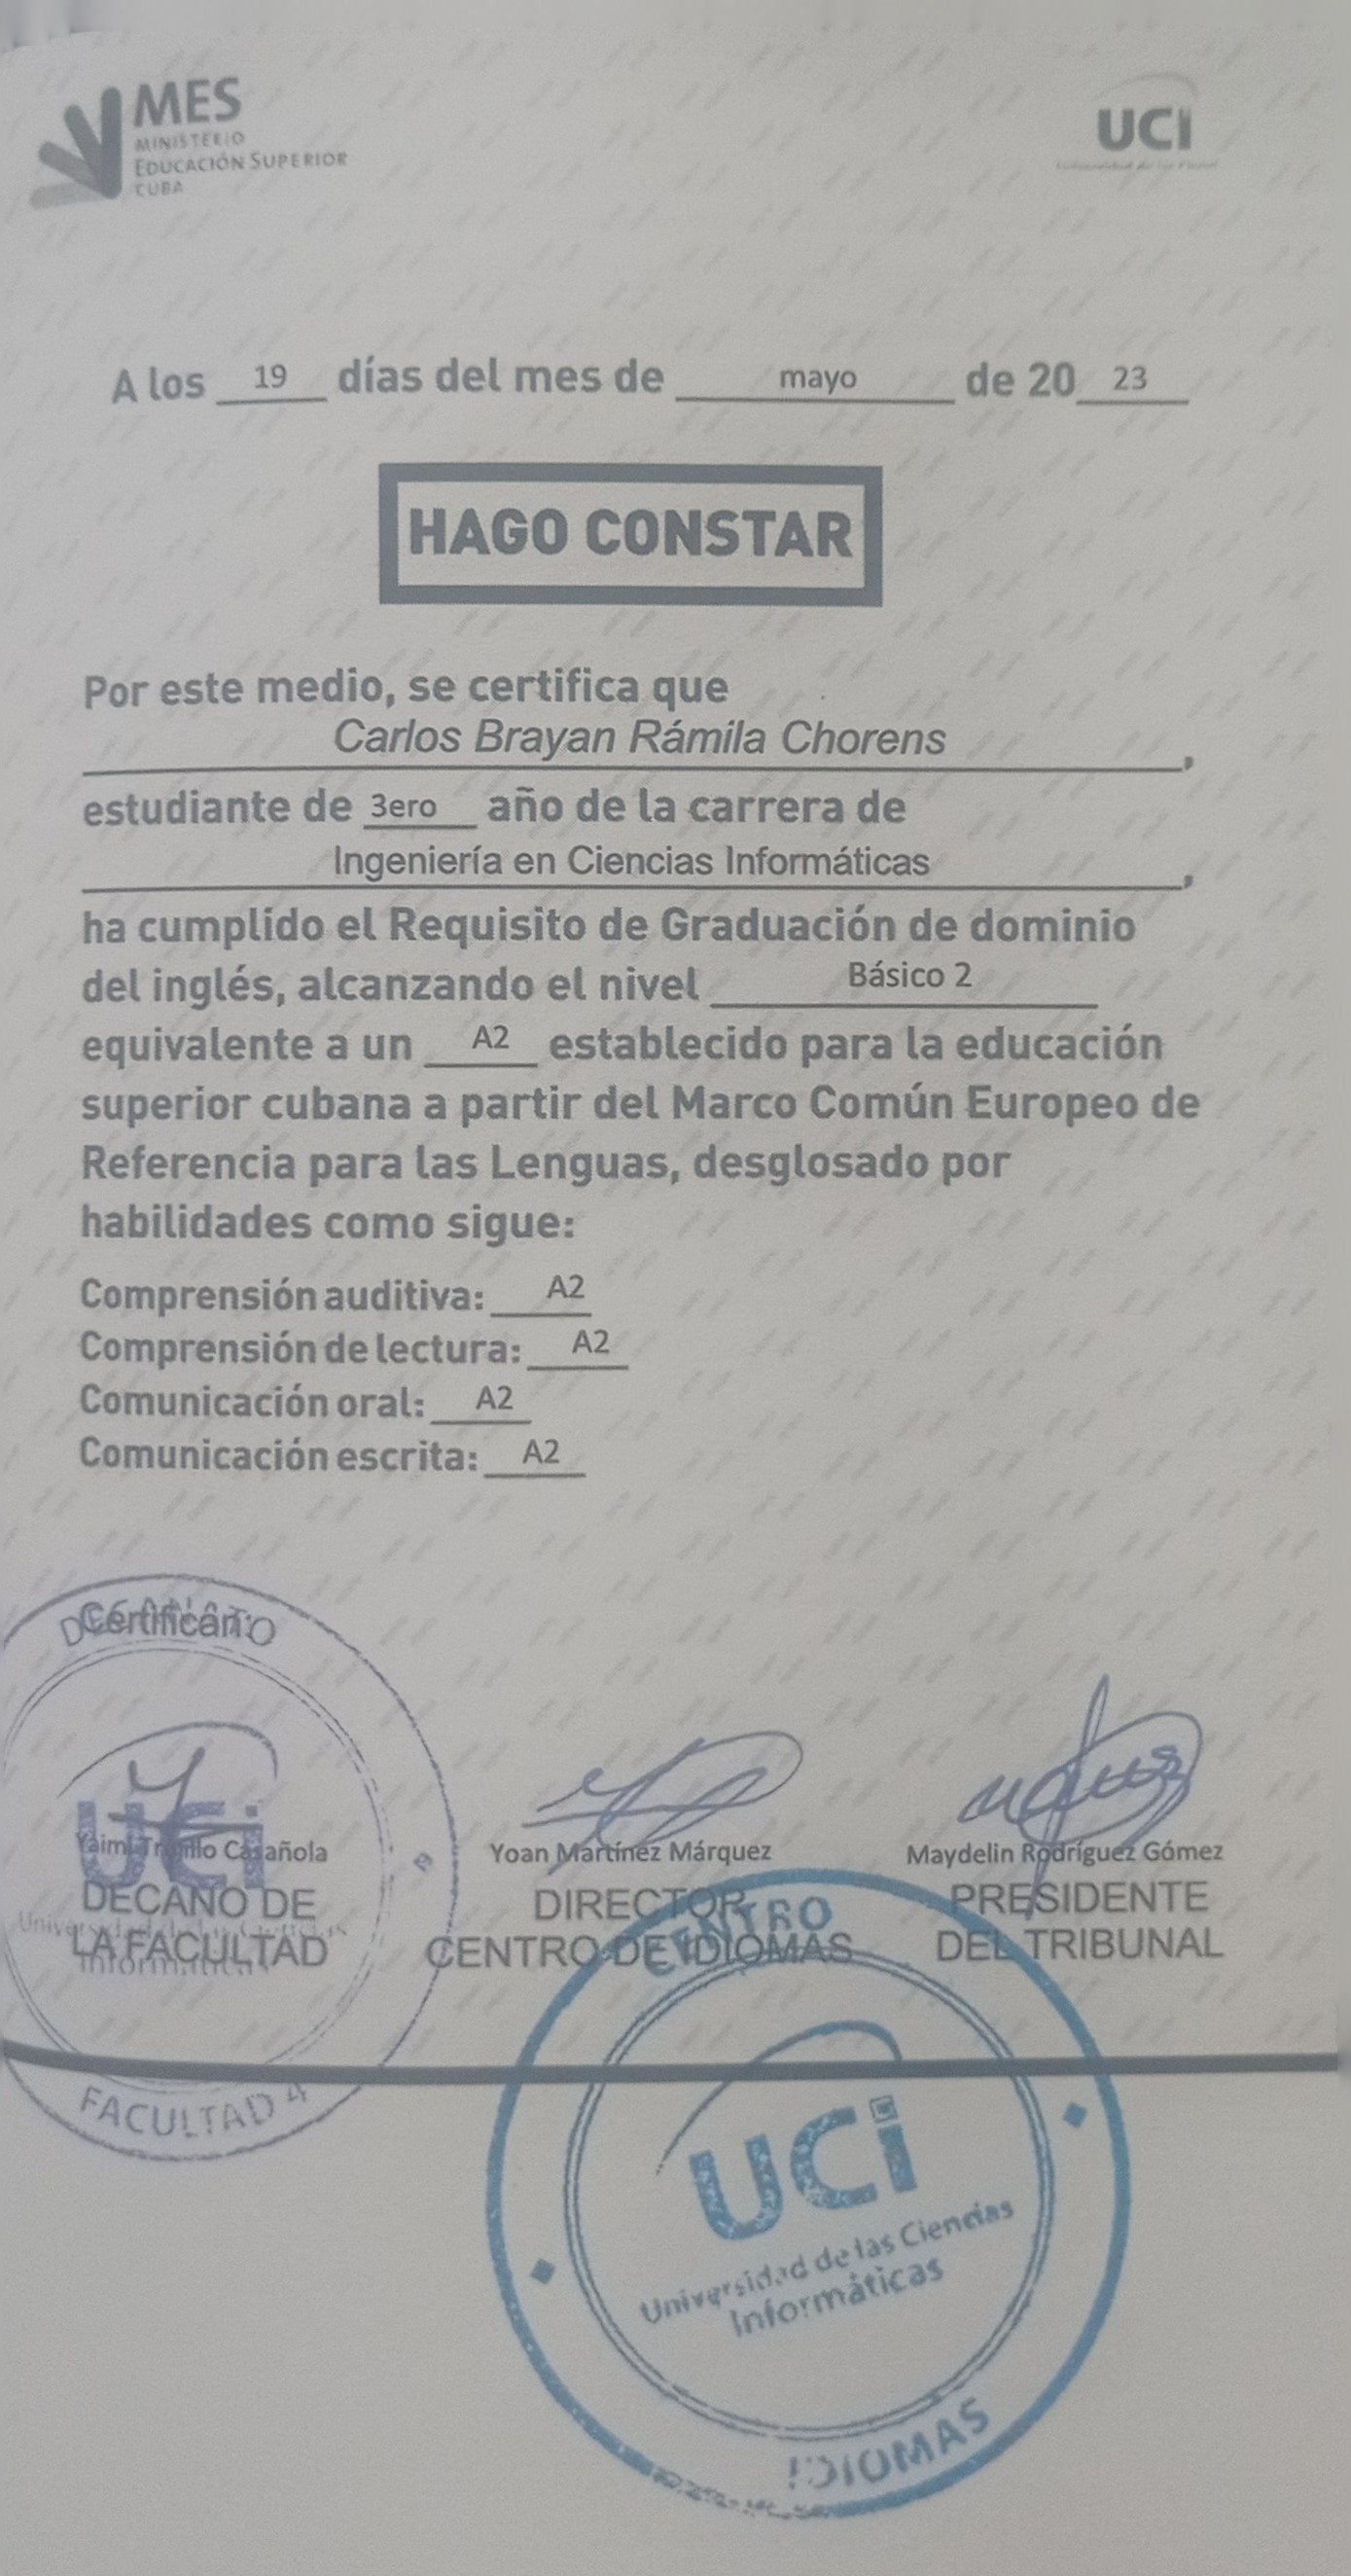 MES
MINISTERIO
EDUCACIÓN SUPERIOR
CUBA
UCI
A los 19 días del mes de mayo de 2023
HAGO CONSTAR
Por este medio, se certifica que
Carlos Brayan Rámila Chorens,
estudiante de 3ero año de la carrera de
Ingeniería en Ciencias Informáticas,
ha cumplido el Requisito de Graduación de dominio
del inglés, alcanzando el nivel Básico 2
equivalente a un A2 establecido para la educación
superior cubana a partir del Marco Común Europeo de
Referencia para las Lenguas, desglosado por
habilidades como sigue:
Comprensión auditiva: A2
Comprensión de lectura: A2
Comunicación oral: A2
Comunicación escrita: A2
Certifican:
DECANATO
UCi
Universidad de las Ciencias
Informáticas
FACULTAD 4
Yoan Martínez Márquez
Maydelin Rodríguez Gómez
DECANO DE
LA FACULTAD
DIRECTOR
CENTRO DE IDIOMAS
PRESIDENTE
DEL TRIBUNAL
CENTRO
UCi
Universidad de las Ciencias
Informáticas
IDIOMAS